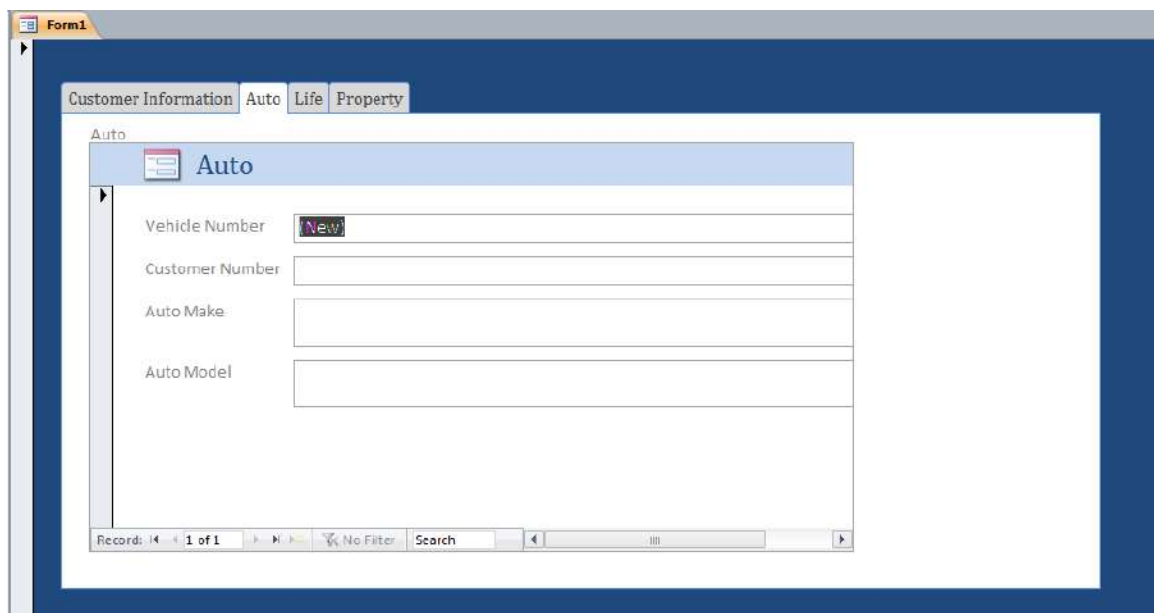 Form1
Customer Information Auto Life Property
Auto
Auto
Vehicle Number (New)
Customer Number
Auto Make
Auto Model
Record: 1 of 1 No Filter Search